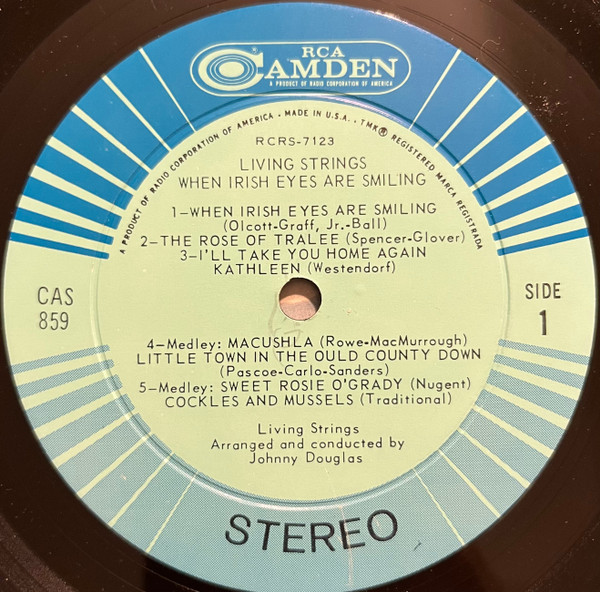 RCA
CAMDEN
A PRODUCT OF RADIO CORPORATION OF AMERICA
A PRODUCT OF RADIO CORPORATION OF AMERICA • MADE IN U.S.A. • TMK ® REGISTERED MARCA REGISTRADA
RCRS-7123
LIVING STRINGS
WHEN IRISH EYES ARE SMILING
1-WHEN IRISH EYES ARE SMILING
(Olcott-Graff, Jr.-Ball)
2-THE ROSE OF TRALEE (Spencer-Glover)
3-I'LL TAKE YOU HOME AGAIN
KATHLEEN (Westendorf)
CAS
859
SIDE
1
4-Medley: MACUSHLA (Rowe-MacMurrough)
LITTLE TOWN IN THE OULD COUNTY DOWN
(Pascoe-Carlo-Sanders)
5-Medley: SWEET ROSIE O'GRADY (Nugent)
COCKLES AND MUSSELS (Traditional)
Living Strings
Arranged and conducted by
Johnny Douglas
STEREO